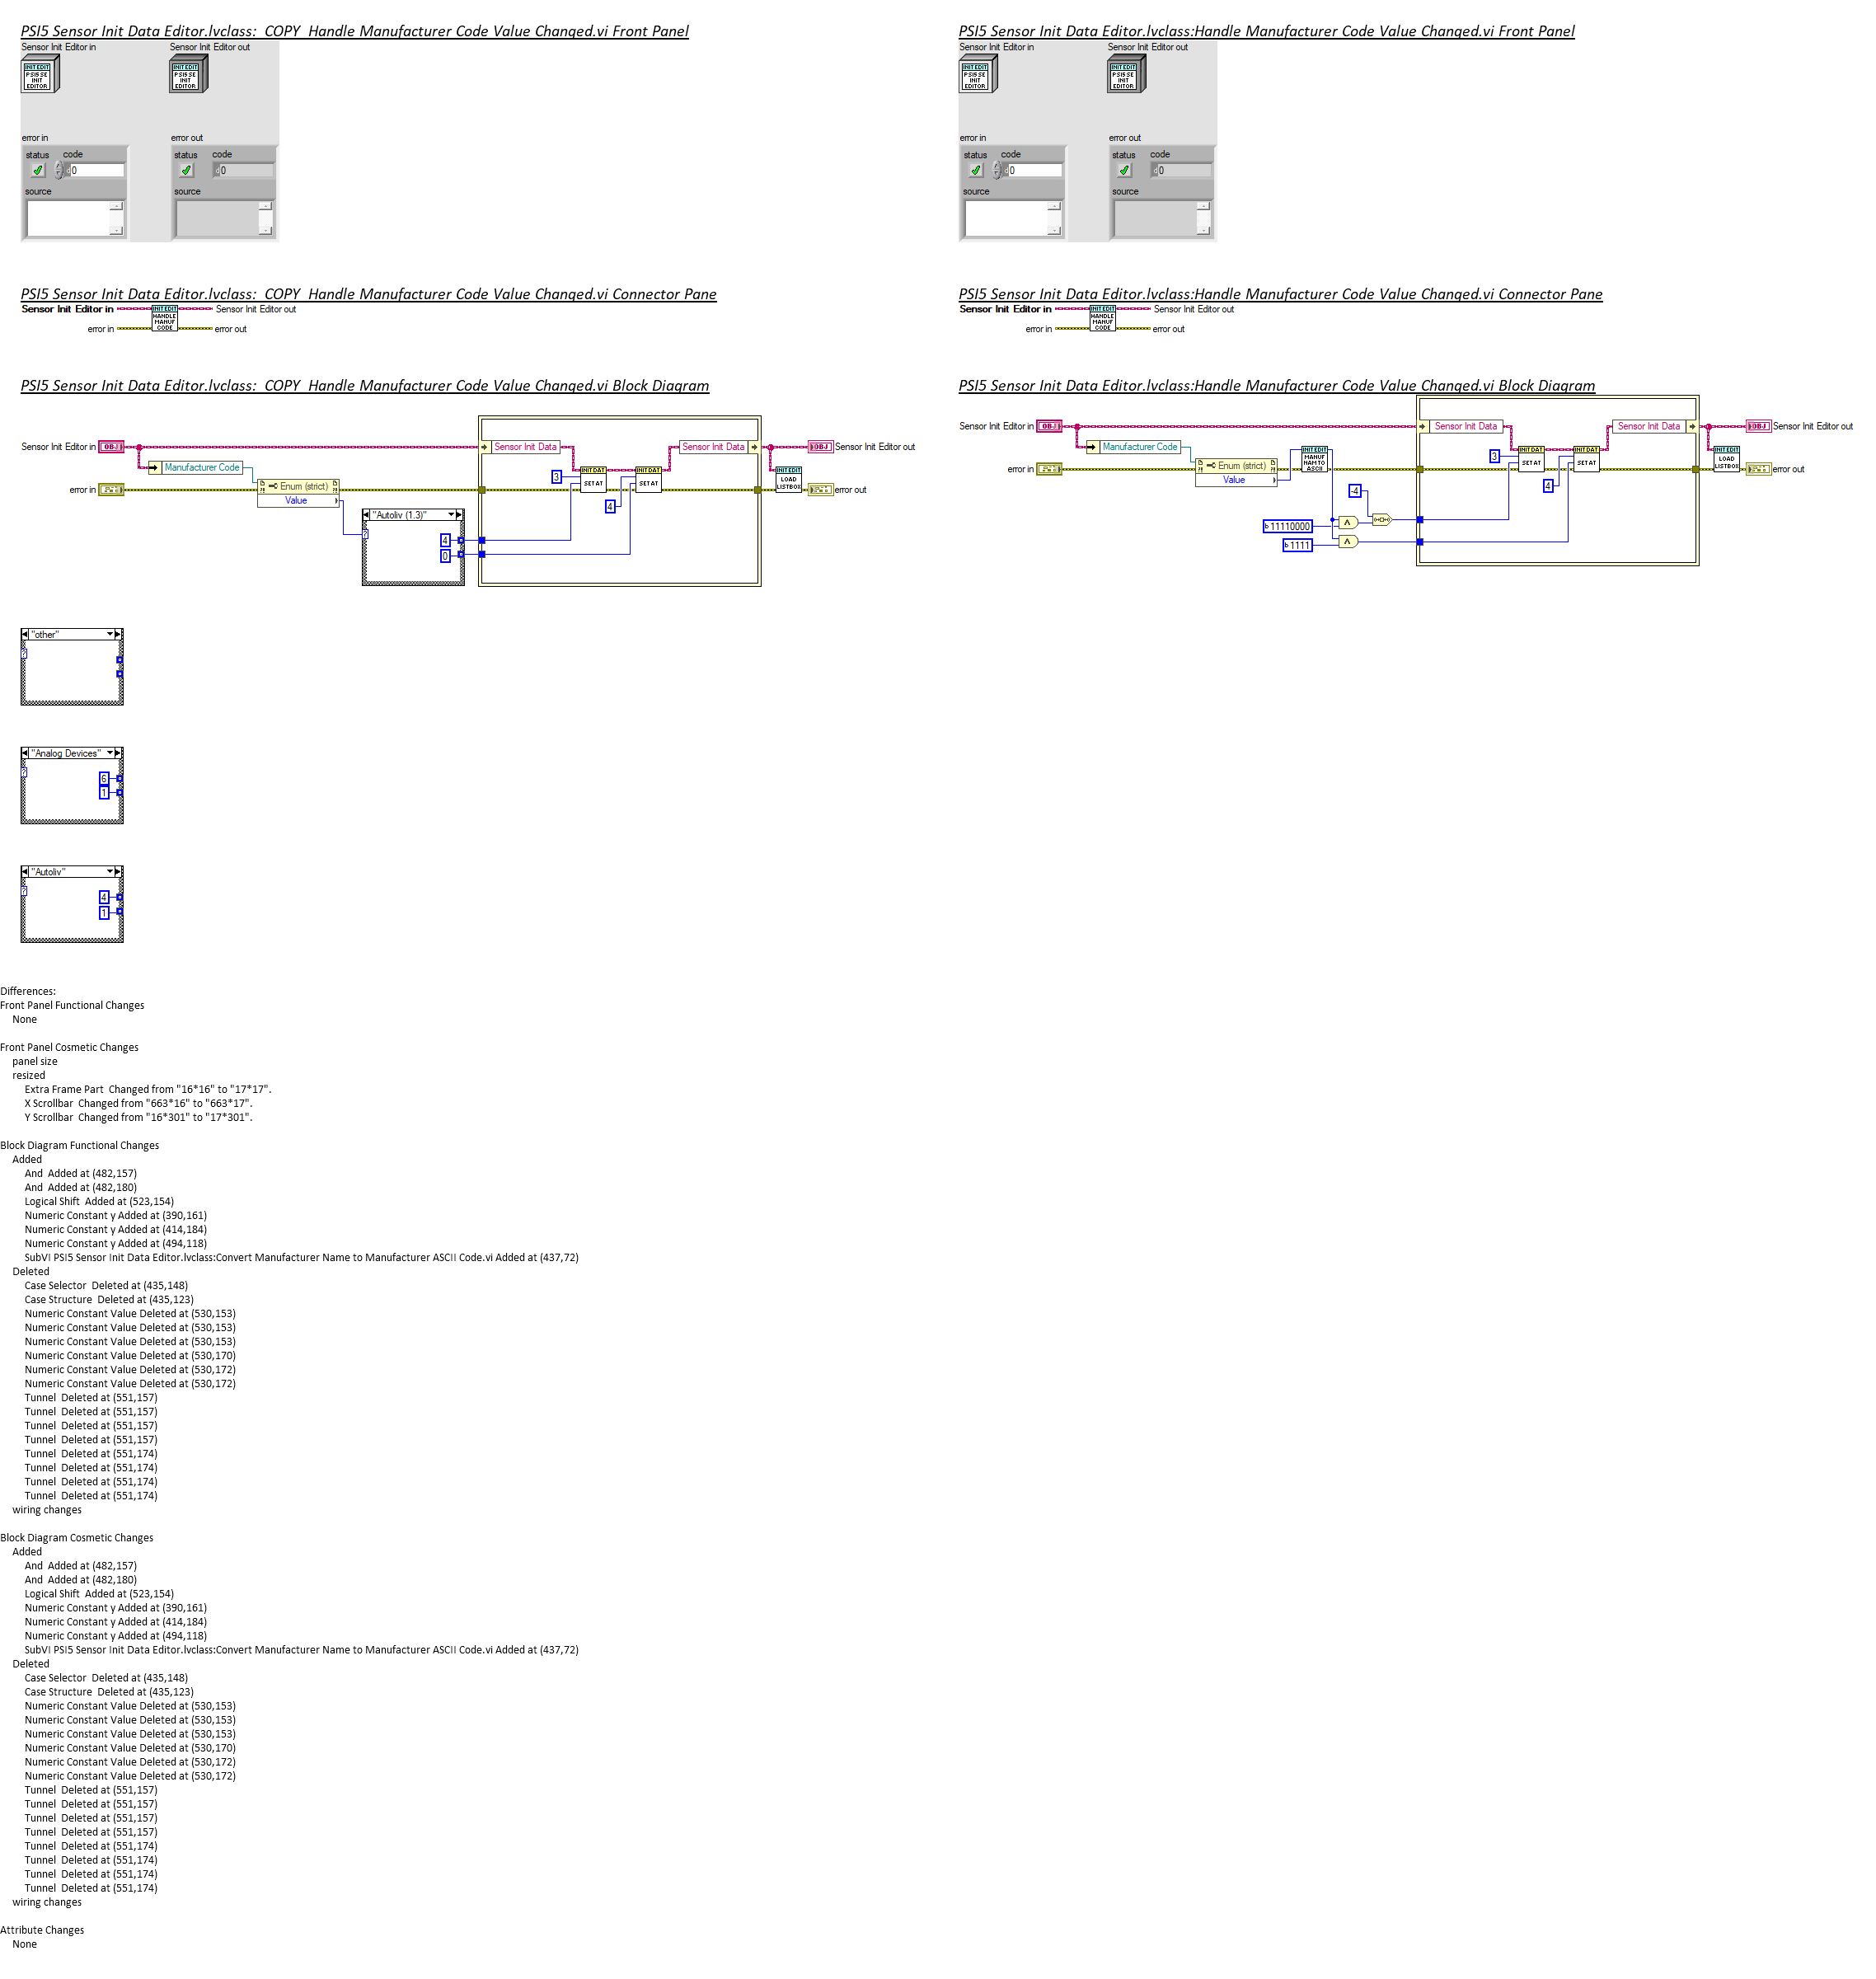 PSI5 Sensor Init Data Editor.lvclass:  COPY  Handle Manufacturer Code Value Changed.vi Front Panel
Sensor Init Editor in
Sensor Init Editor out
INIT EDIT
PSI5 SE
INIT
EDITOR
INIT EDIT
PSI5 SE
INIT
EDITOR
error in
error out
status
code
0
source
status
code
0
source
PSI5 Sensor Init Data Editor.lvclass:  COPY  Handle Manufacturer Code Value Changed.vi Connector Pane
Sensor Init Editor in
INIT EDIT
HANDLE
MANUF
CODE
Sensor Init Editor out
error in
error out
PSI5 Sensor Init Data Editor.lvclass:  COPY  Handle Manufacturer Code Value Changed.vi Block Diagram
Sensor Init Editor in
OBJ
Sensor Init Data
Sensor Init Data
OBJ
Sensor Init Editor out
Manufacturer Code
error in
Enum (strict)
Value
3
INIT DAT
SET AT
INIT DAT
SET AT
4
INIT EDIT
LOAD
LISTBOX
error out
"Autoliv (1.3)"
?
4
0
"other"
?
"Analog Devices"
?
6
1
"Autoliv"
?
4
1
PSI5 Sensor Init Data Editor.lvclass:Handle Manufacturer Code Value Changed.vi Front Panel
Sensor Init Editor in
Sensor Init Editor out
INIT EDIT
PSI5 SE
INIT
EDITOR
INIT EDIT
PSI5 SE
INIT
EDITOR
error in
error out
status
code
0
source
status
code
0
source
PSI5 Sensor Init Data Editor.lvclass:Handle Manufacturer Code Value Changed.vi Connector Pane
Sensor Init Editor in
INIT EDIT
HANDLE
MANUF
CODE
Sensor Init Editor out
error in
error out
PSI5 Sensor Init Data Editor.lvclass:Handle Manufacturer Code Value Changed.vi Block Diagram
Sensor Init Editor in
OBJ
Sensor Init Data
Sensor Init Data
OBJ
Sensor Init Editor out
Manufacturer Code
error in
Enum (strict)
Value
INIT EDIT
MANUF
NAM TO
ASCII
3
INIT DAT
SET AT
INIT DAT
SET AT
4
INIT EDIT
LOAD
LISTBOX
error out
-4
b 11110000
b 1111
Differences:
Front Panel Functional Changes
None
Front Panel Cosmetic Changes
panel size
resized
Extra Frame Part  Changed from "16*16" to "17*17".
X Scrollbar  Changed from "663*16" to "663*17".
Y Scrollbar  Changed from "16*301" to "17*301".
Block Diagram Functional Changes
Added
And  Added at (482,157)
And  Added at (482,180)
Logical Shift  Added at (523,154)
Numeric Constant y Added at (390,161)
Numeric Constant y Added at (414,184)
Numeric Constant y Added at (494,118)
SubVI PSI5 Sensor Init Data Editor.lvclass:Convert Manufacturer Name to Manufacturer ASCII Code.vi Added at (437,72)
Deleted
Case Selector  Deleted at (435,148)
Case Structure  Deleted at (435,123)
Numeric Constant Value Deleted at (530,153)
Numeric Constant Value Deleted at (530,153)
Numeric Constant Value Deleted at (530,153)
Numeric Constant Value Deleted at (530,170)
Numeric Constant Value Deleted at (530,172)
Numeric Constant Value Deleted at (530,172)
Tunnel  Deleted at (551,157)
Tunnel  Deleted at (551,157)
Tunnel  Deleted at (551,157)
Tunnel  Deleted at (551,157)
Tunnel  Deleted at (551,174)
Tunnel  Deleted at (551,174)
Tunnel  Deleted at (551,174)
Tunnel  Deleted at (551,174)
wiring changes
Block Diagram Cosmetic Changes
Added
And  Added at (482,157)
And  Added at (482,180)
Logical Shift  Added at (523,154)
Numeric Constant y Added at (390,161)
Numeric Constant y Added at (414,184)
Numeric Constant y Added at (494,118)
SubVI PSI5 Sensor Init Data Editor.lvclass:Convert Manufacturer Name to Manufacturer ASCII Code.vi Added at (437,72)
Deleted
Case Selector  Deleted at (435,148)
Case Structure  Deleted at (435,123)
Numeric Constant Value Deleted at (530,153)
Numeric Constant Value Deleted at (530,153)
Numeric Constant Value Deleted at (530,153)
Numeric Constant Value Deleted at (530,170)
Numeric Constant Value Deleted at (530,172)
Numeric Constant Value Deleted at (530,172)
Tunnel  Deleted at (551,157)
Tunnel  Deleted at (551,157)
Tunnel  Deleted at (551,157)
Tunnel  Deleted at (551,157)
Tunnel  Deleted at (551,174)
Tunnel  Deleted at (551,174)
Tunnel  Deleted at (551,174)
Tunnel  Deleted at (551,174)
wiring changes
Attribute Changes
None